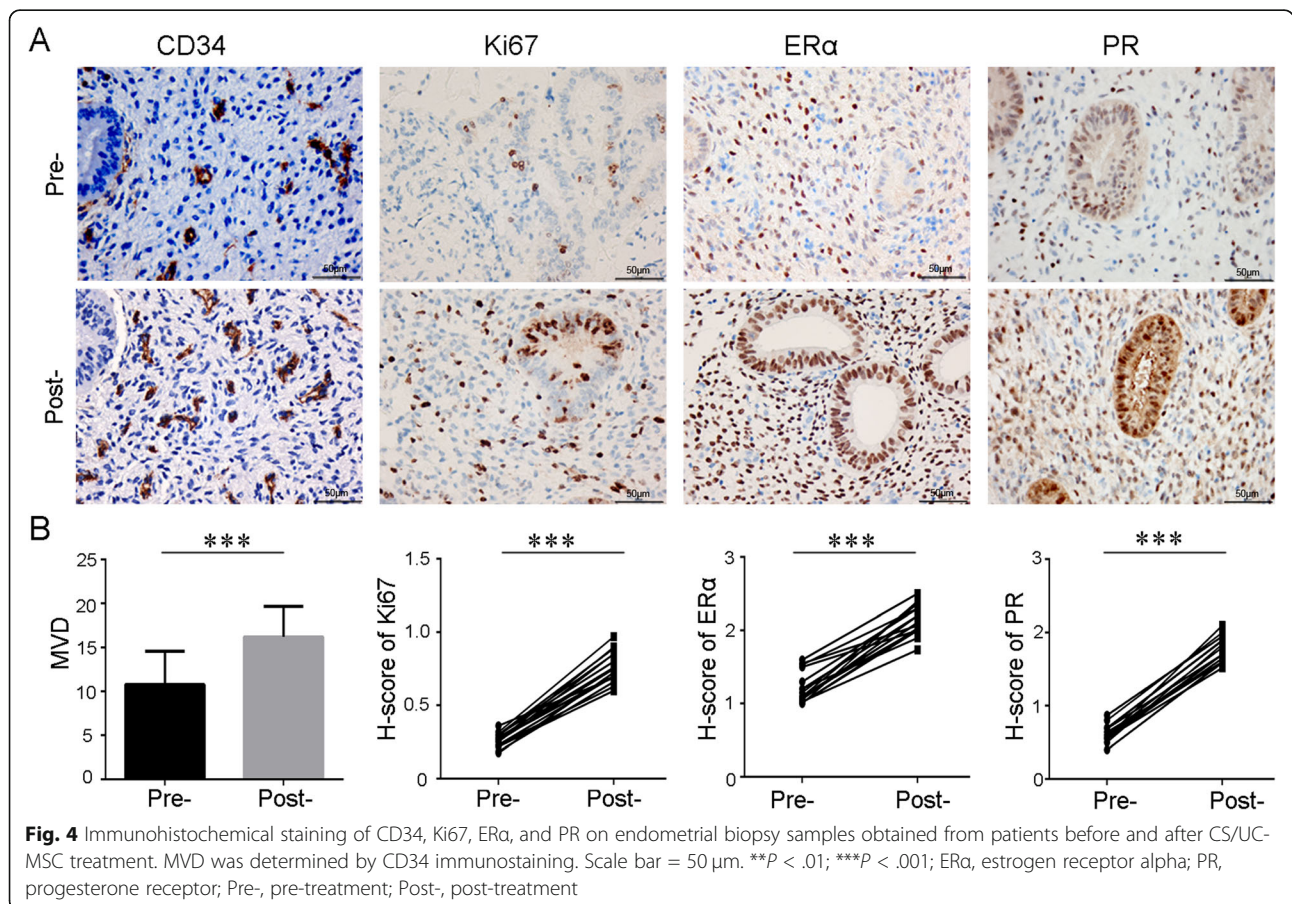 A
CD34 Ki67 ERα PR
Pre-
50µm 50µm 50µm 50µm
Post-
50µm 50µm 50µm 50µm
B
MVD
25
20
15
10
5
0
***
Pre- Post-
H-score of Ki67
1.5
1.0
0.5
0
***
Pre- Post-
H-score of ERα
3
2
1
0
***
Pre- Post-
H-score of PR
3
2
1
0
***
Pre- Post-
Fig. 4 Immunohistochemical staining of CD34, Ki67, ERα, and PR on endometrial biopsy samples obtained from patients before and after CS/UC-
MSC treatment. MVD was determined by CD34 immunostaining. Scale bar = 50 µm. **P < .01; ***P < .001; ERα, estrogen receptor alpha; PR,
progesterone receptor; Pre-, pre-treatment; Post-, post-treatment